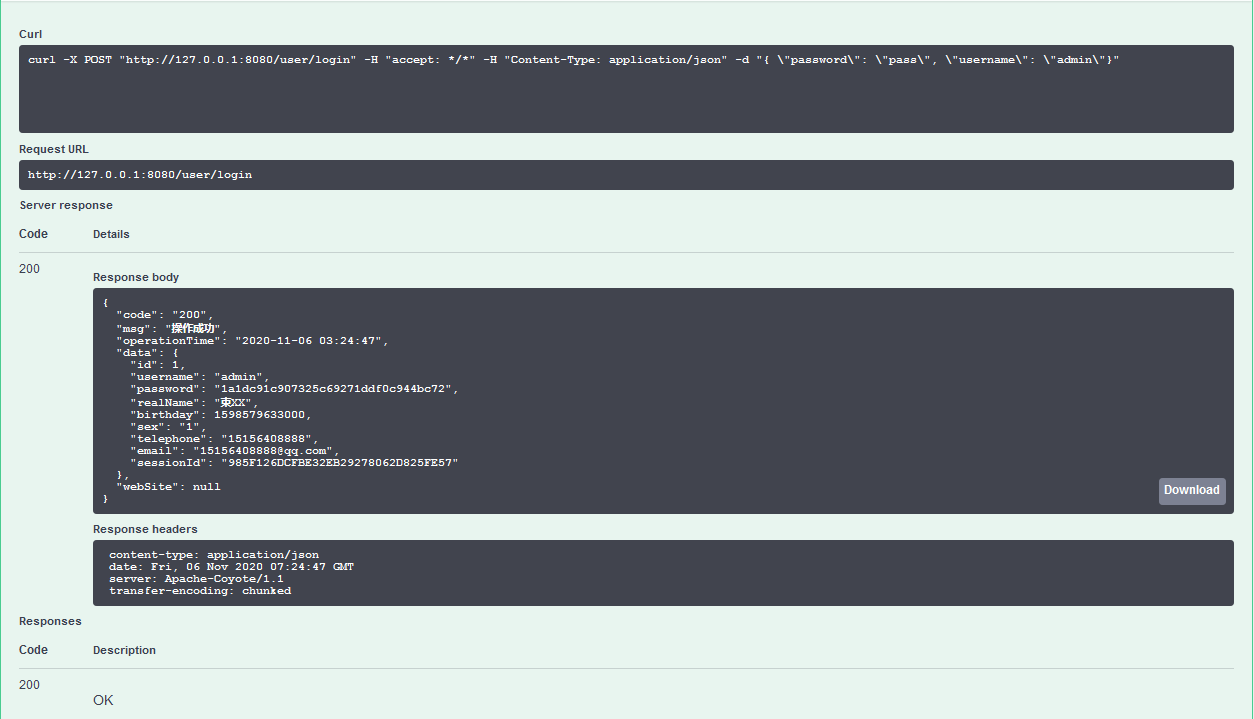 Curl
curl -X POST "http://127.0.0.1:8080/user/login" -H "accept: */*" -H "Content-Type: application/json" -d "{ \"password\": \"pass\", \"username\": \"admin\"}"
Request URL
http://127.0.0.1:8080/user/login
Server response
Code Details
200
Response body
{
"code": "200",
"msg": "操作成功",
"operationTime": "2020-11-06 03:24:47",
"data": {
"id": 1,
"username": "admin",
"password": "1a1dc91c907325c69271ddf0c944bc72",
"realName": "束XX",
"birthday": 1598579633000,
"sex": "1",
"telephone": "15156408888",
"email": "15156408888@qq.com",
"sessionId": "985F126DCFBE32EB29278062D825FE57"
},
"webSite": null
}
Download
Response headers
content-type: application/json
date: Fri, 06 Nov 2020 07:24:47 GMT
server: Apache-Coyote/1.1
transfer-encoding: chunked
Responses
Code Description
200
OK